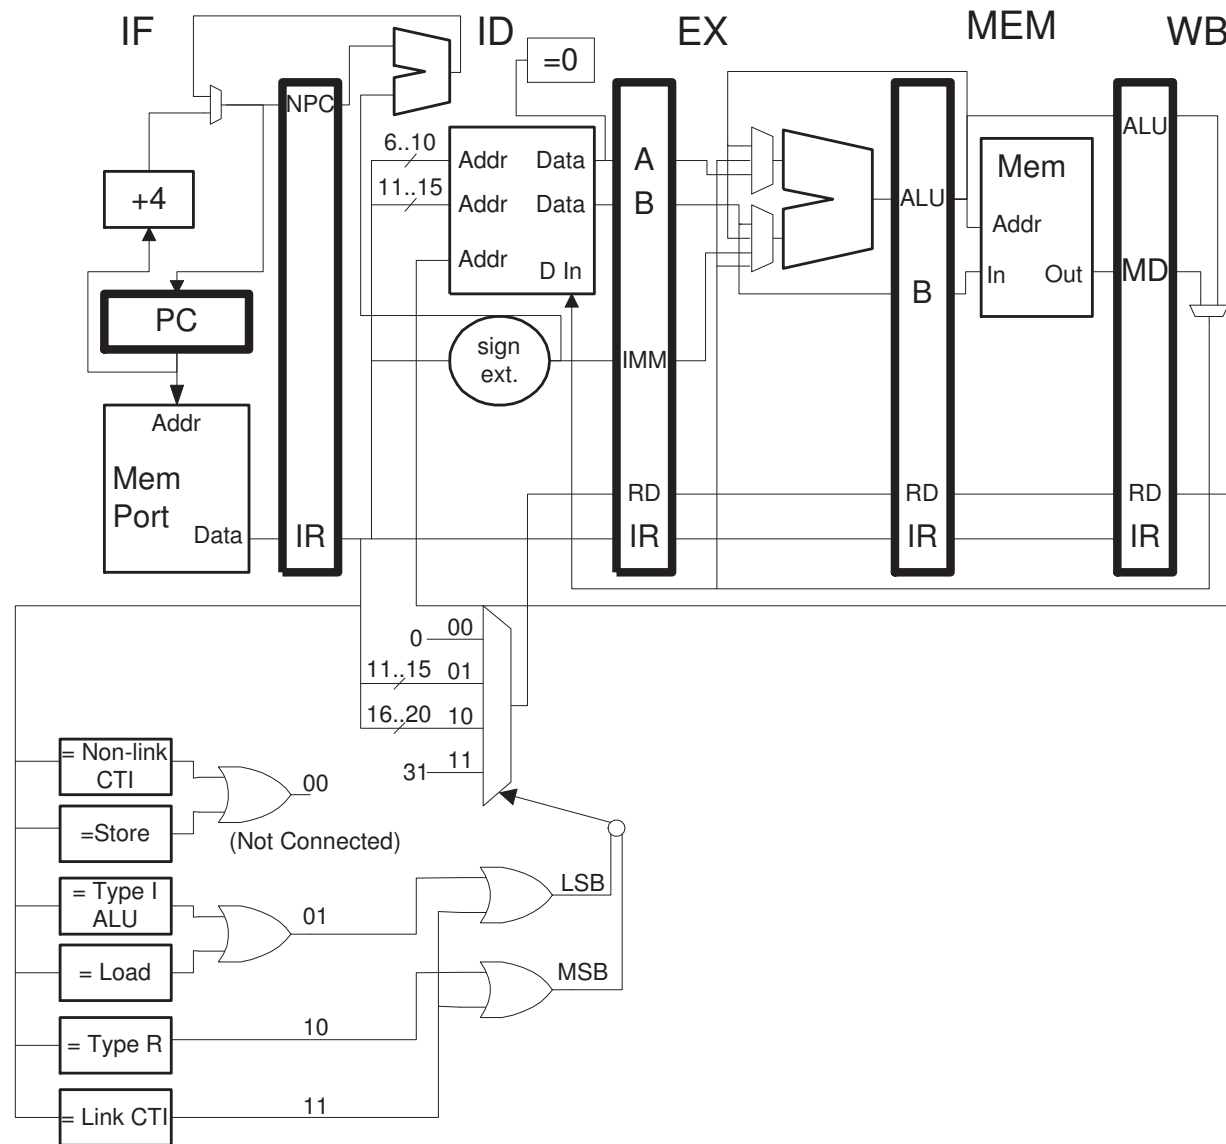 IF ID EX MEM WB
=0
NPC
+4
PC
Addr
Mem
Port
Data
IR
6..10
11..15
Addr Data
Addr Data
Addr
D In
sign
ext.
A
B
IMM
RD
IR
ALU
B
RD
IR
Mem
Addr
In Out
ALU
MD
RD
IR
0 00
11..15 01
16..20 10
31 11
= Non-link
CTI
00
=Store
(Not Connected)
= Type I
ALU
01
= Load
LSB
MSB
= Type R
10
= Link CTI
11